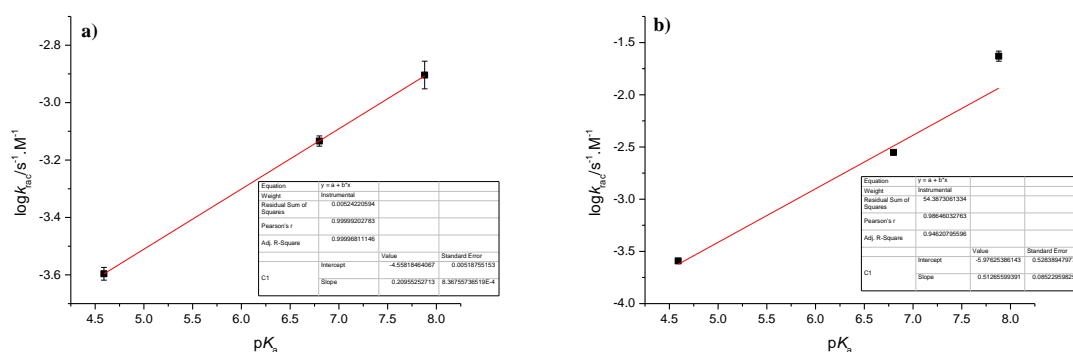 a)
-2.8
-3.0
-3.2
-3.4
-3.6
logk_rac/s⁻¹.M⁻¹
4.5 5.0 5.5 6.0 6.5 7.0 7.5 8.0
pKₐ
Equation y = a + b*x
Weight Instrumental
Residual Sum of Squares 0.00524220594
Pearson's r 0.99999202783
Adj. R-Square 0.99996811146
Value Standard Error
C1 Intercept -4.55818464067 0.00518755153
Slope 0.20955252713 8.36755736519E-4
b)
-1.5
-2.0
-2.5
-3.0
-3.5
-4.0
logk_rac/s⁻¹.M⁻¹
4.5 5.0 5.5 6.0 6.5 7.0 7.5 8.0
pKₐ
Equation y = a + b*x
Weight Instrumental
Residual Sum of Squares 54.3873061334
Pearson's r 0.98646032763
Adj. R-Square 0.94620795596
Value Standard Error
C1 Intercept -5.97625386143 0.528389497
Slope 0.51265599391 0.085229598